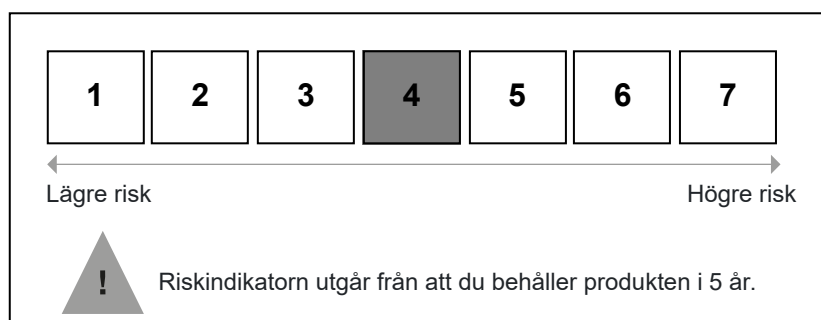 1 2 3 4 5 6 7
Lägre risk Högre risk
! Riskindikatorn utgår från att du behåller produkten i 5 år.